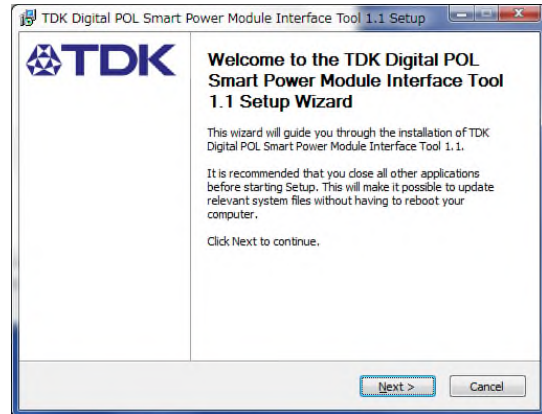 TDK Digital POL Smart Power Module Interface Tool 1.1 Setup
TDK
Welcome to the TDK Digital POL
Smart Power Module Interface Tool
1.1 Setup Wizard
This wizard will guide you through the installation of TDK
Digital POL Smart Power Module Interface Tool 1.1.
It is recommended that you close all other applications
before starting Setup. This will make it possible to update
relevant system files without having to reboot your
computer.
Click Next to continue.
Next >
Cancel